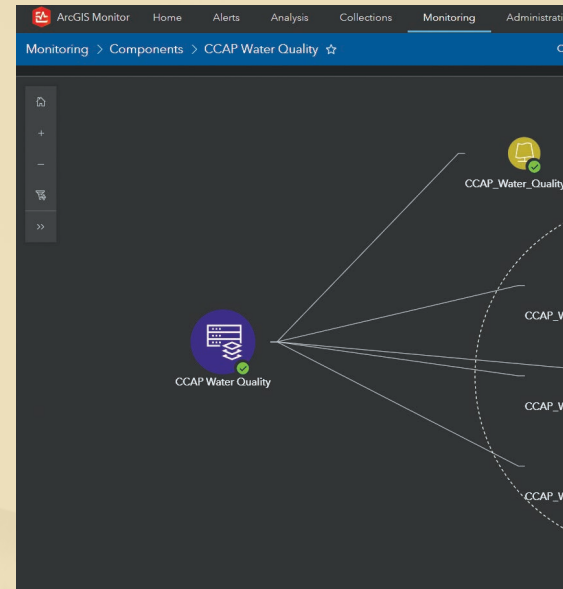 ArcGIS Monitor Home Alerts Analysis Collections Monitoring
Monitoring > Components > CCAP Water Quality
CCAP_Water_Quality
CCAP Water Quality